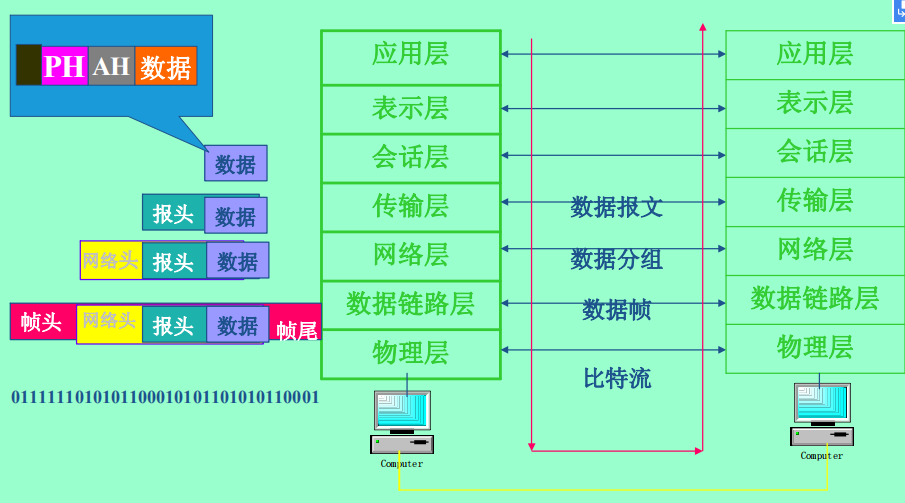 PH AH 数据
数据
报头 数据
网络头 报头 数据
帧头 网络头 报头 数据 帧尾
01111110101011000101011010101 10001
应用层
表示层
会话层
传输层
网络层
数据链路层
物理层
Computer
数据报文
数据分组
数据帧
比特流
应用层
表示层
会话层
传输层
网络层
数据链路层
物理层
Computer